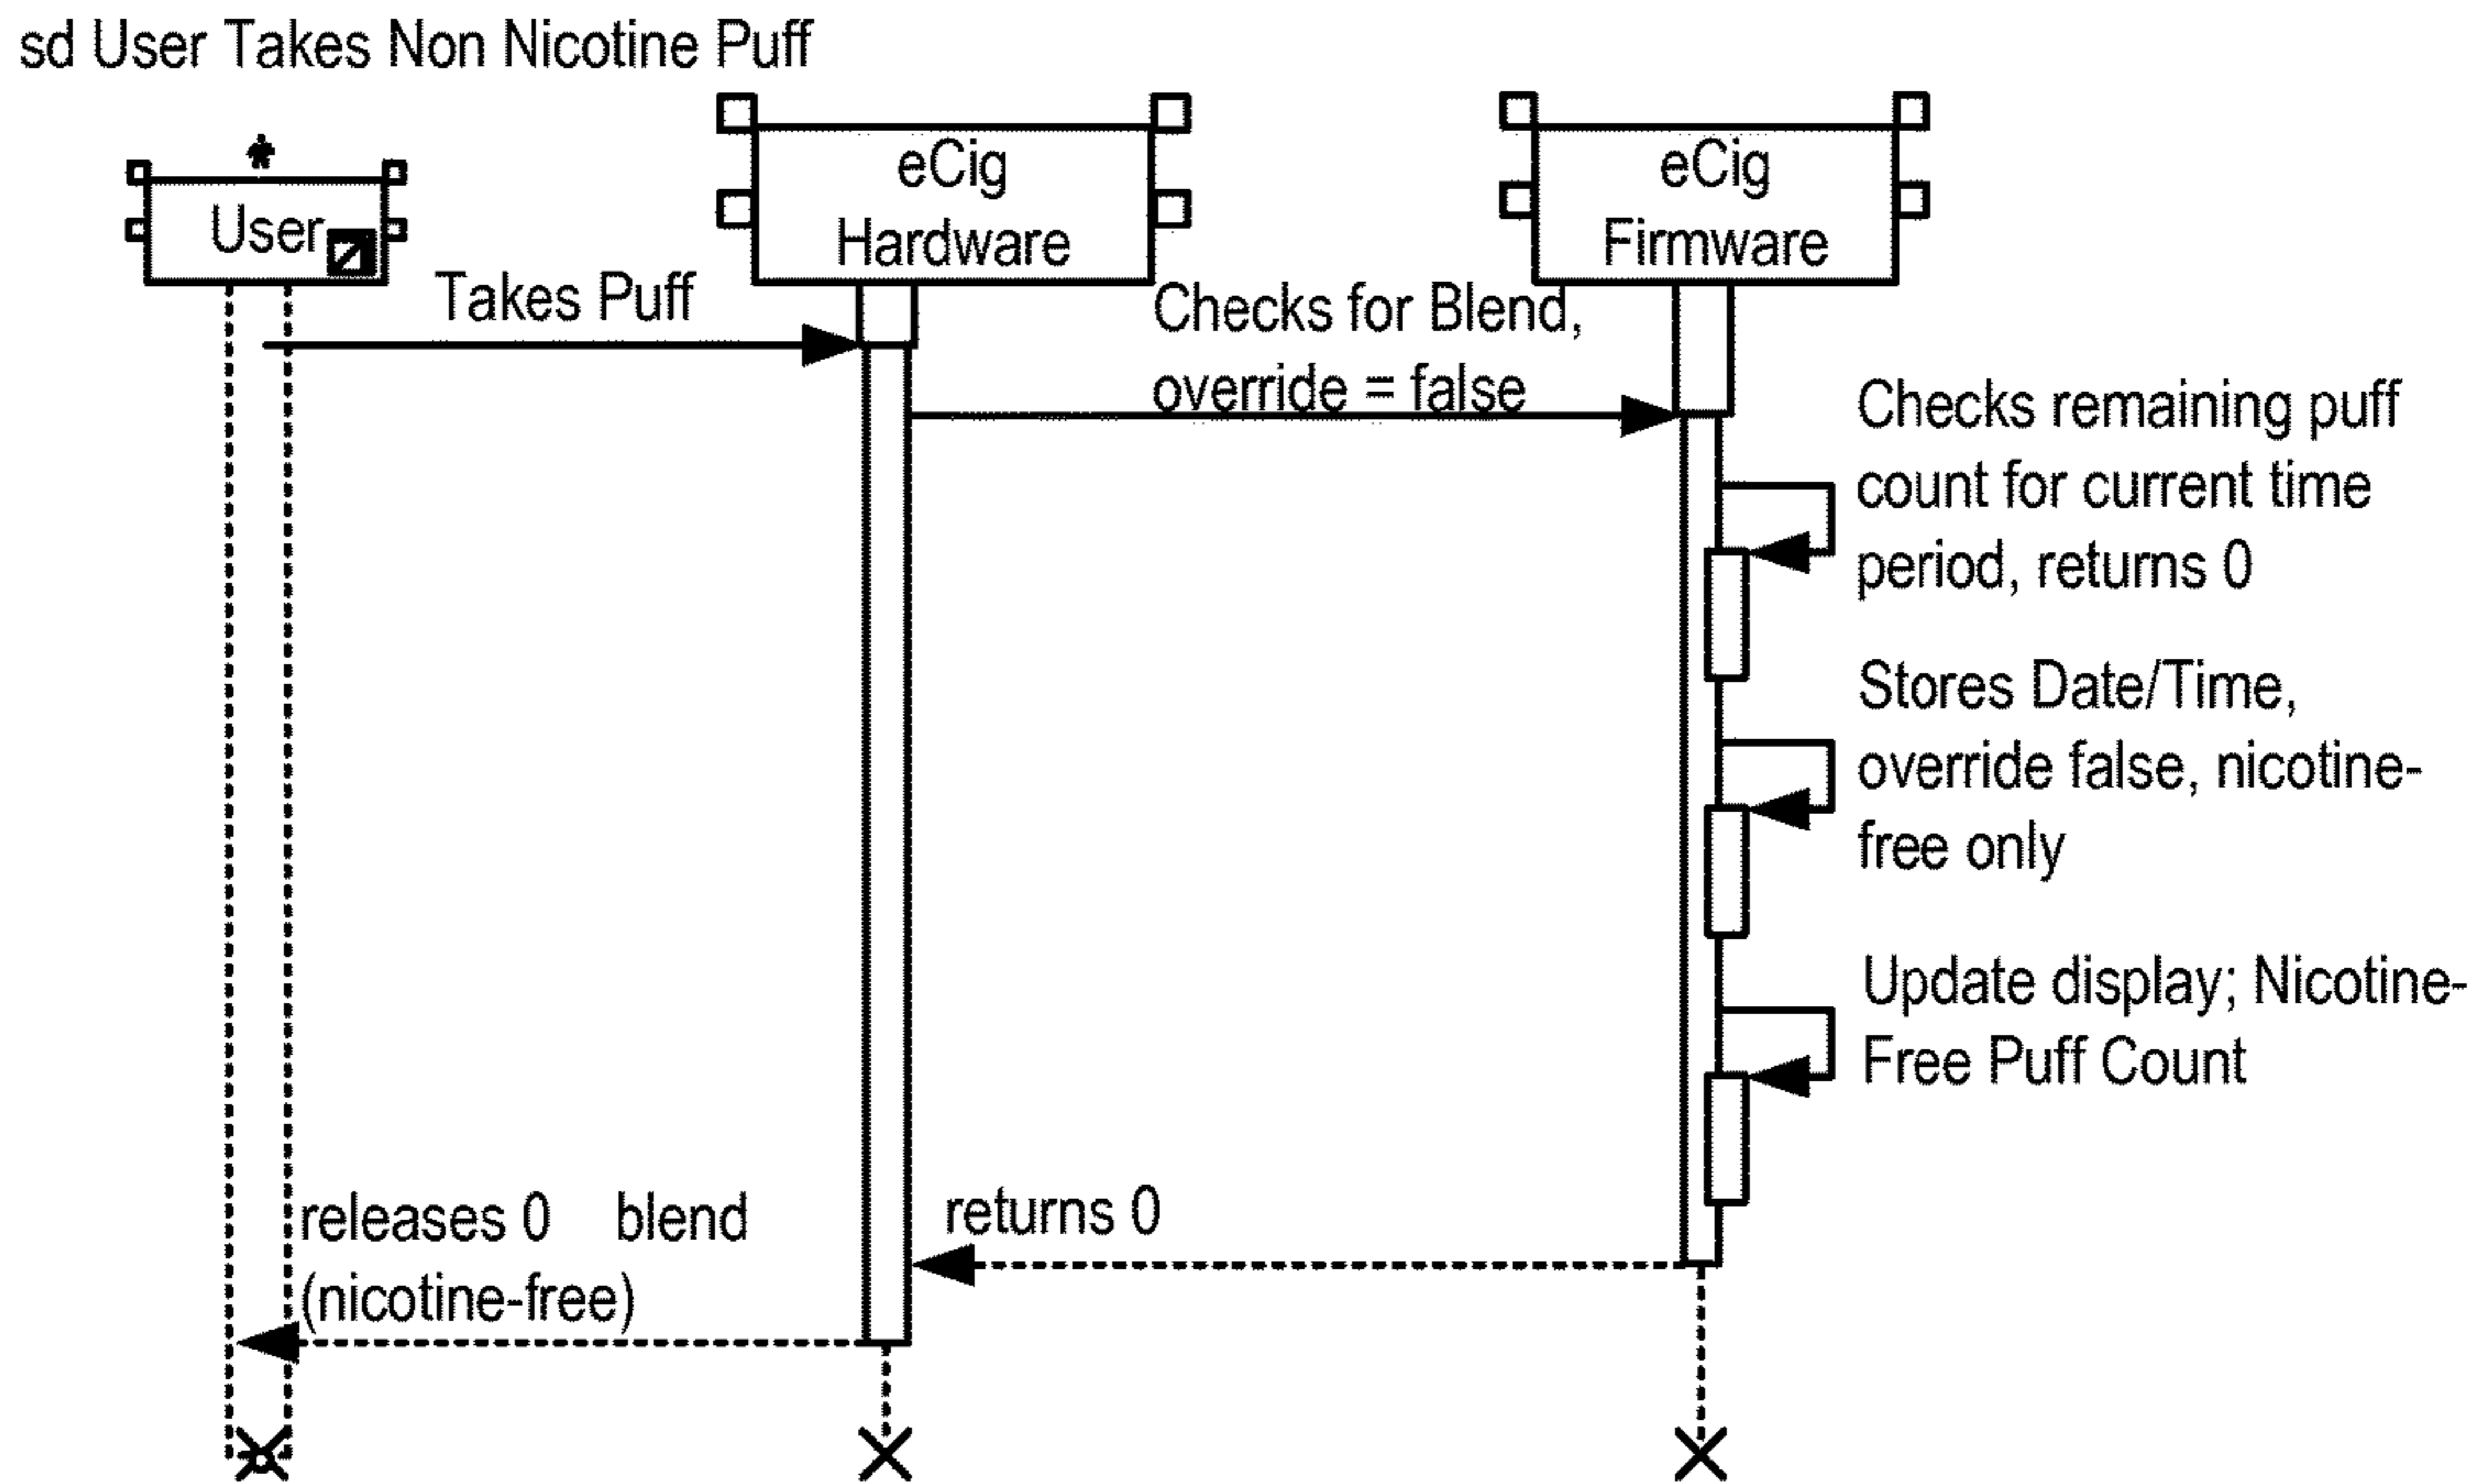 sd User Takes Non Nicotine Puff
User
eCig
Hardware
eCig
Firmware
Takes Puff
Checks for Blend,
override = false
Checks remaining puff
count for current time
period, returns 0
Stores Date/Time,
override false, nicotine-
free only
Update display; Nicotine-
Free Puff Count
returns 0
releases 0 blend
(nicotine-free)